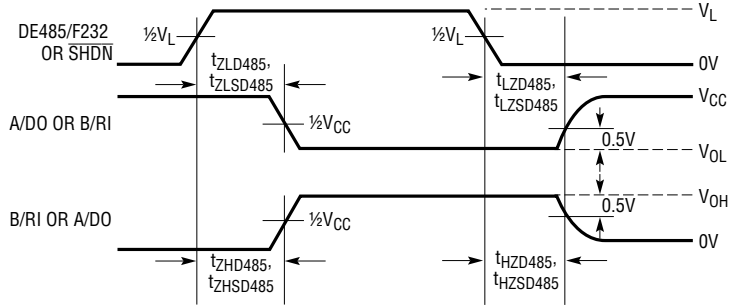 DE485/F232
OR SHDN
½VL
½VL
VL
0V
tZLD485,
tZLSD485
tLZD485,
tLZSD485
A/DO OR B/RI
½VCC
VCC
0.5V
VOL
B/RI OR A/DO
½VCC
VOH
0.5V
0V
tZHD485,
tZHSD485
tHZD485,
tHZSD485